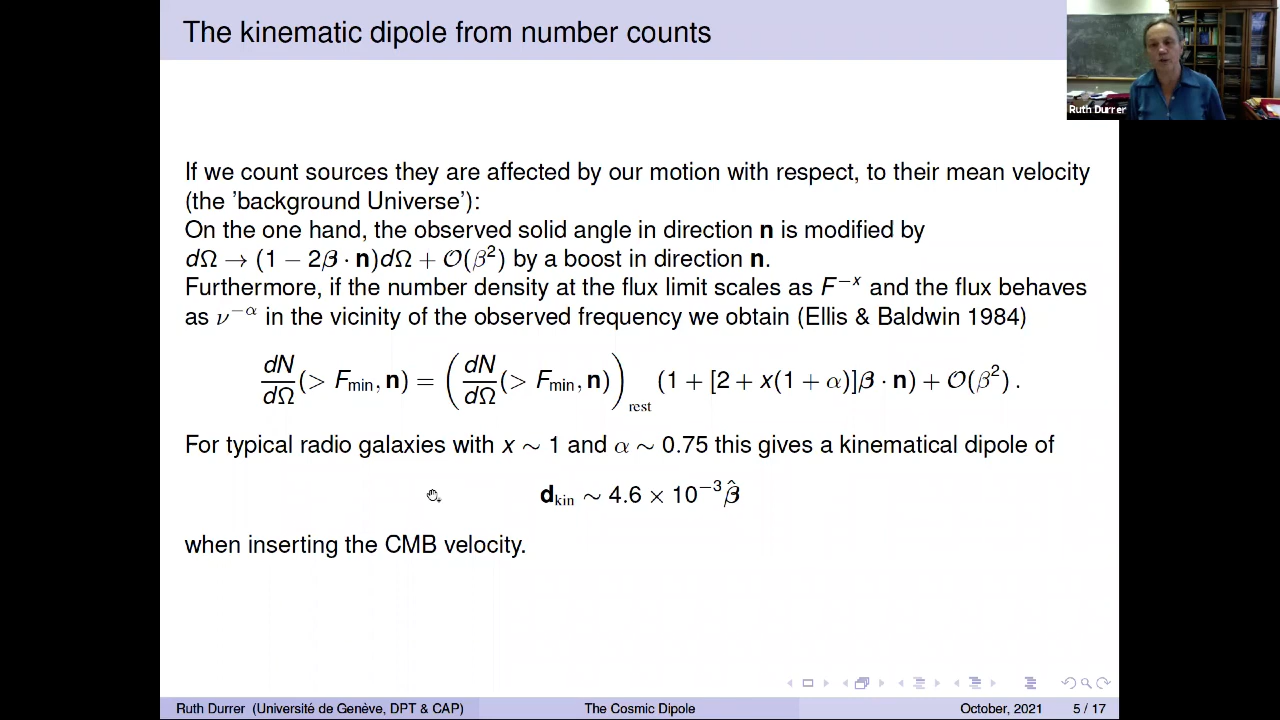 The kinematic dipole from number counts
Ruth Durrer
If we count sources they are affected by our motion with respect, to their mean velocity
(the 'background Universe'):
On the one hand, the observed solid angle in direction n is modified by
dΩ → (1 − 2β · n)dΩ + O(β²) by a boost in direction n.
Furthermore, if the number density at the flux limit scales as F⁻ˣ and the flux behaves
as ν^−α in the vicinity of the observed frequency we obtain (Ellis & Baldwin 1984)
dN/dΩ (> Fmin, n) = (dN/dΩ (> Fmin, n))rest (1 + [2 + x(1 + α)]β · n) + O(β²) .
For typical radio galaxies with x ∼ 1 and α ∼ 0.75 this gives a kinematical dipole of
dkin ∼ 4.6 × 10⁻³ β̂
when inserting the CMB velocity.
Ruth Durrer (Université de Genève, DPT & CAP) The Cosmic Dipole October, 2021 5 / 17